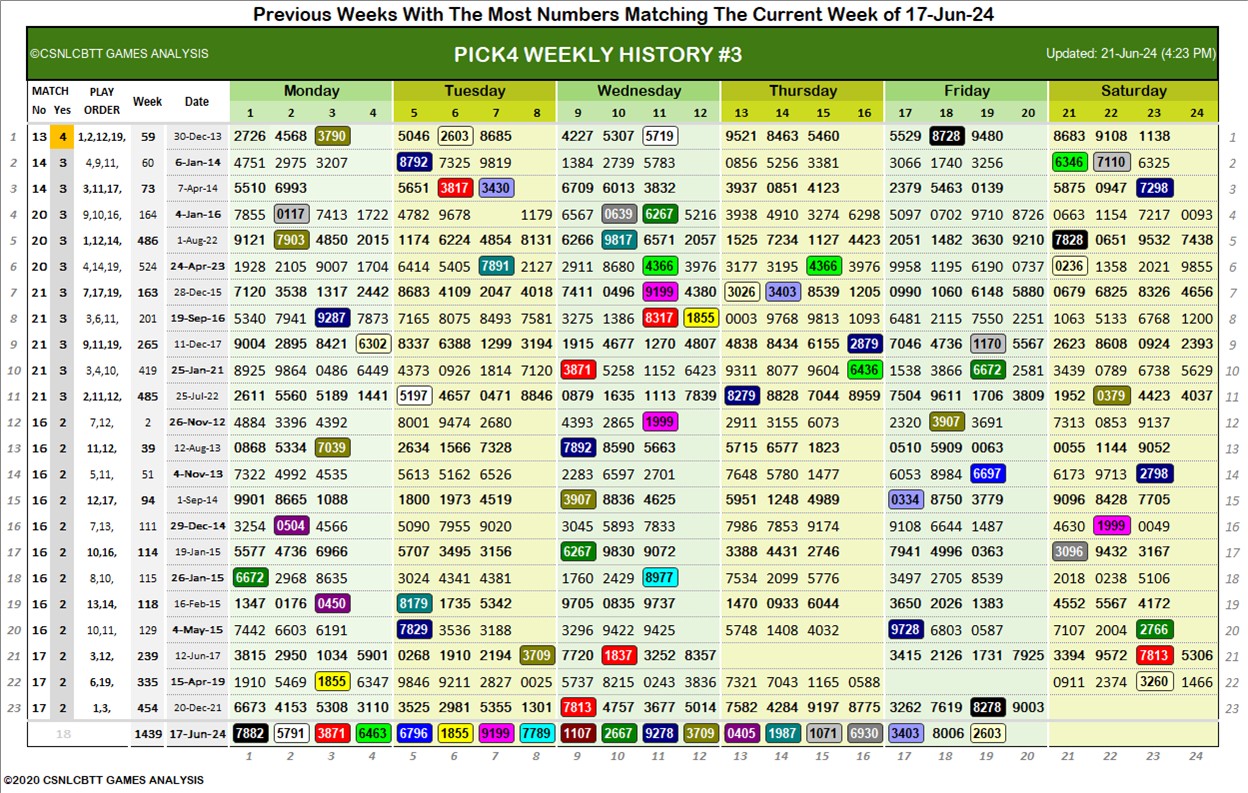 Previous Weeks With The Most Numbers Matching The Current Week of 17-Jun-24
©CSNLCBTT GAMES ANALYSIS PICK4 WEEKLY HISTORY #3 Updated: 21-Jun-24 (4:23 PM)
MATCH PLAY Week Date Monday Tuesday Wednesday Thursday Friday Saturday
No Yes ORDER 1 2 3 4 5 6 7 8 9 10 11 12 13 14 15 16 17 18 19 20 21 22 23 24
1 13 4 1,2,12,19, 59 30-Dec-13 2726 4568 3790 5046 2603 8685 4227 5307 5719 9521 8463 5460 5529 8728 9480 8683 9108 1138 1
2 14 3 4,9,11, 60 6-Jan-14 4751 2975 3207 8792 7325 9819 1384 2739 5783 0856 5256 3381 3066 1740 3256 6346 7110 6325 2
3 14 3 3,11,17, 73 7-Apr-14 5510 6993 5651 3817 3430 6709 6013 3832 3937 0851 4123 2379 5463 0139 5875 0947 7298 3
4 20 3 9,10,16, 164 4-Jan-16 7855 0117 7413 1722 4782 9678 1179 6567 0639 6267 5216 3938 4910 3274 6298 5097 0702 9710 8726 0663 1154 7217 0093 4
5 20 3 1,12,14, 486 1-Aug-22 9121 7903 4850 2015 1174 6224 4854 8131 6266 9817 6571 2057 1525 7234 1127 4423 2051 1482 3630 9210 7828 0651 9532 7438 5
6 20 3 4,14,19, 524 24-Apr-23 1928 2105 9007 1704 6414 5405 7891 2127 2911 8680 4366 3976 3177 3195 4366 3976 9958 1195 6190 0737 0236 1358 2021 9855 6
7 21 3 7,17,19, 163 28-Dec-15 7120 3538 1317 2442 8683 4109 2047 4018 7411 0496 9199 4380 3026 3403 8539 1205 0990 1060 6148 5880 0679 5625 8326 4656 7
8 21 3 3,6,11, 201 19-Sep-16 5340 7941 9287 7873 7165 8075 8493 7581 3275 1386 8317 1855 0003 9768 9813 1093 6481 2115 7550 2251 1063 5133 6768 1200 8
9 21 3 9,11,19, 265 11-Dec-17 9004 2895 8421 6302 8337 6388 1299 3194 1915 4677 1270 4807 4838 8434 6155 2879 7046 4736 1170 5567 2623 8608 0924 2393 9
10 21 3 3,4,10, 419 25-Jan-21 8925 9864 0486 6449 4373 0926 1814 7120 3871 5258 1152 6423 9311 8077 9604 6436 1538 3866 6672 2581 3439 0789 6738 5629 10
11 21 3 2,11,12, 485 25-Jul-22 2611 5560 5189 1441 5197 4657 0471 8846 0879 1635 1113 7839 8279 8828 7044 8959 7504 9611 1706 3809 1952 0379 4423 4037 11
12 16 2 7,12, 2 26-Nov-12 4884 3396 4392 8001 9474 2680 4393 2865 1999 2911 3155 6073 2320 3907 3691 7313 0853 9137 12
13 16 2 11,12, 39 12-Aug-13 0868 5334 7039 2634 1566 7328 7892 8590 5663 5715 6577 1823 0510 5909 0063 0055 1144 9052 13
14 16 2 5,11, 51 4-Nov-13 7322 4992 4535 5613 5162 6526 2283 6597 2701 7648 5780 1477 6053 8984 6697 6173 9713 2798 14
15 16 2 12,17, 94 1-Sep-14 9901 8665 1088 1800 1973 4519 3907 8836 4625 5951 1248 4989 0334 8750 3779 9096 8428 7705 15
16 16 2 7,13, 111 29-Dec-14 3254 0504 4566 5090 7955 9020 3045 5893 7833 7986 7853 9174 9108 6644 1487 4630 1999 0049 16
17 16 2 10,16, 114 19-Jan-15 5577 4736 6966 5707 3495 3156 6267 9830 9072 3388 4431 2746 7941 4996 0363 3096 9432 3167 17
18 16 2 8,10, 115 26-Jan-15 6672 2968 8635 3024 4341 4381 1760 2429 8977 7534 2099 5776 3497 2705 8539 2018 0238 5106 18
19 16 2 13,14, 118 16-Feb-15 1347 0176 0450 8179 1735 5342 9705 0835 9737 1470 0933 6044 3650 2026 1383 4552 5567 4172 19
20 16 2 10,11, 129 4-May-15 7442 6603 6191 7829 3536 3188 3296 9422 9425 5748 1408 4032 9728 6803 0587 7107 2004 2766 20
21 17 2 3,12, 239 12-Jun-17 3815 2950 1034 5901 0268 1910 2194 3709 7720 1837 3252 8357 3415 2126 1731 7925 3394 9572 7813 5306 21
22 17 2 6,19, 335 15-Apr-19 1910 5469 1855 6347 9846 9211 2827 0025 5737 8215 0243 3836 7321 7043 1165 0588 0911 2374 3260 1466 22
23 17 2 1,3, 454 20-Dec-21 6673 4153 5308 3110 3525 2981 5355 1301 7813 4757 3677 5014 7582 4284 9197 8775 3262 7619 8278 9003 23
18 1439 17-Jun-24 7882 5791 3871 6463 6796 1855 9199 7789 1107 2667 9278 3709 0405 1987 1071 6930 3403 8006 2603
1 2 3 4 5 6 7 8 9 10 11 12 13 14 15 16 17 18 19 20 21 22 23 24
©2020 CSNLCBTT GAMES ANALYSIS